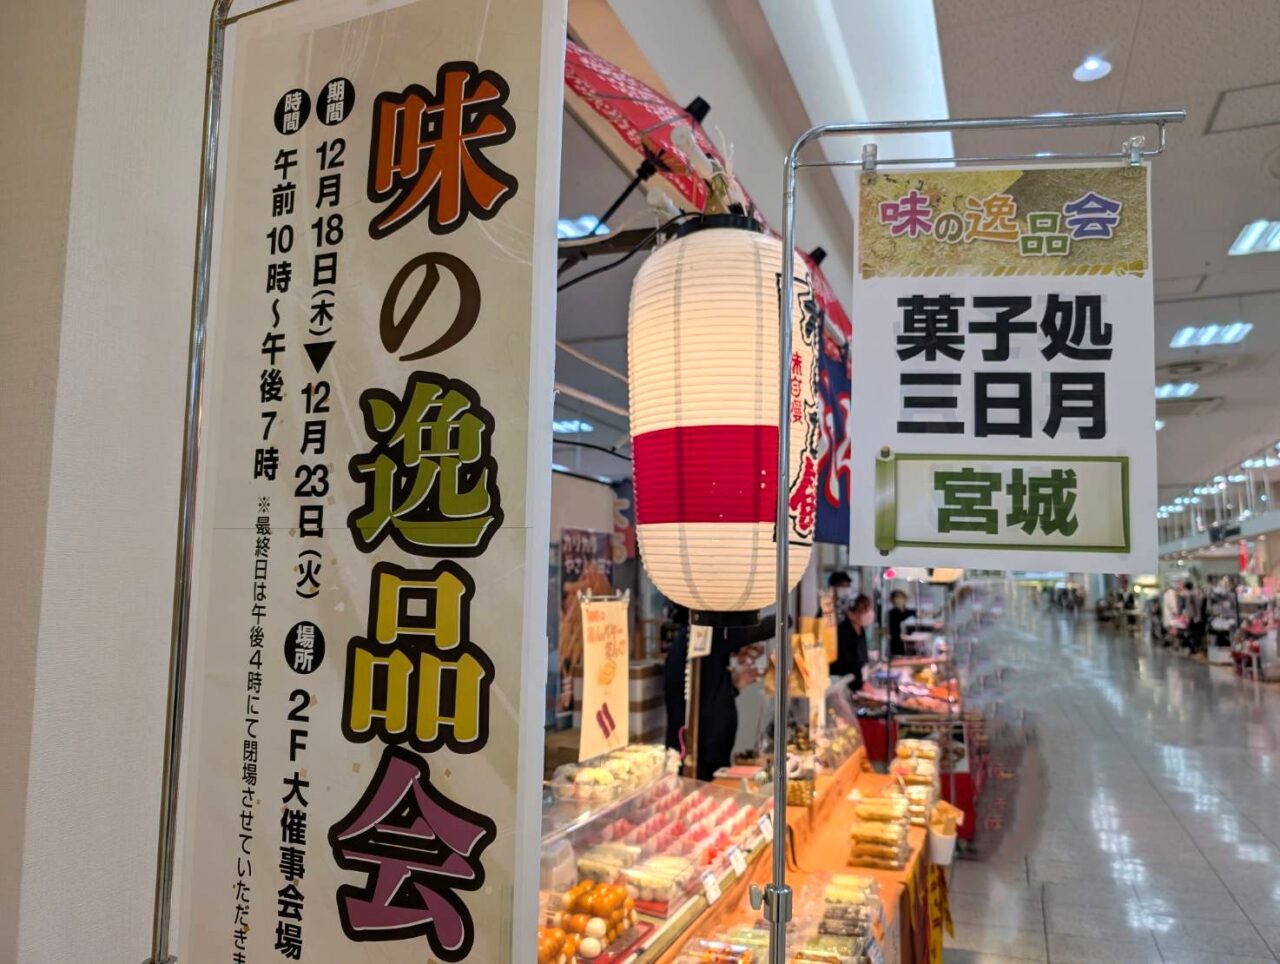 味の逸品会
期間 12月18日(木)▼12月23日(火) 場所 2F大催事会場
時間 午前10時〜午後7時 ※最終日は午後4時にて閉場させていただきま
味の逸品会
菓子処
三日月
宮城
味自慢